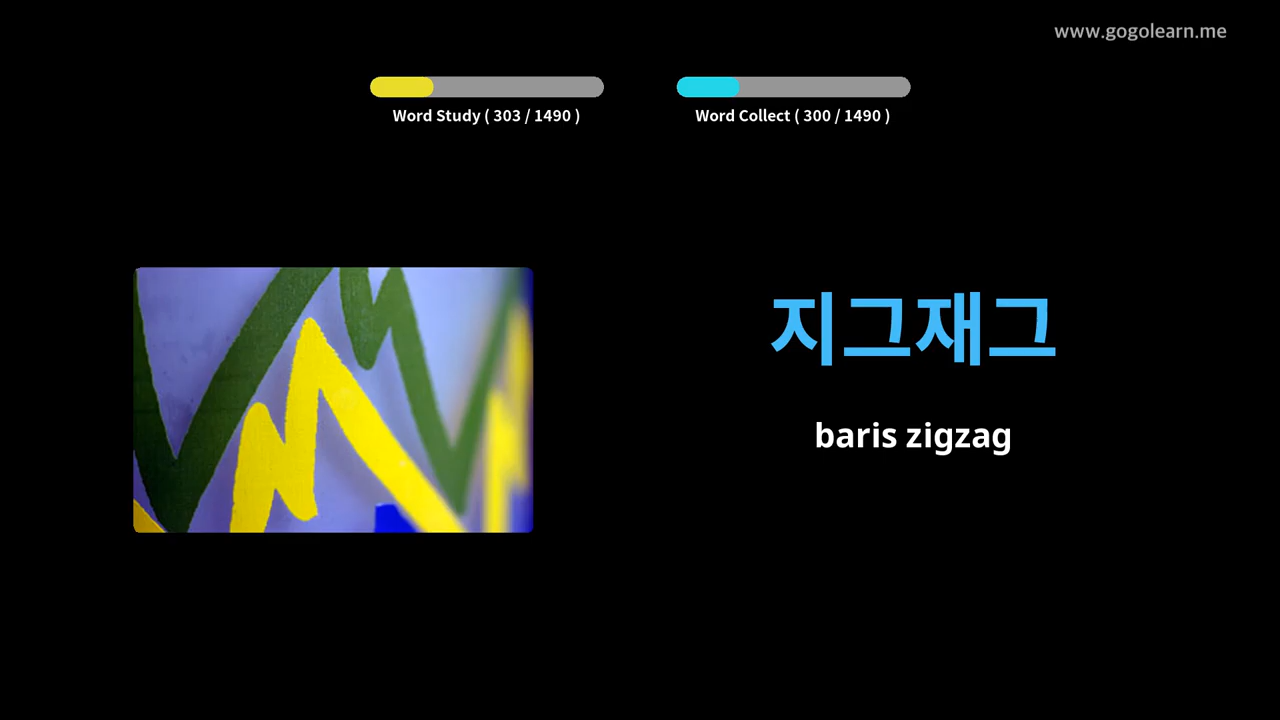 www.gogolearn.me
Word Study ( 303 / 1490 )
Word Collect ( 300 / 1490 )
지그재그
baris zigzag